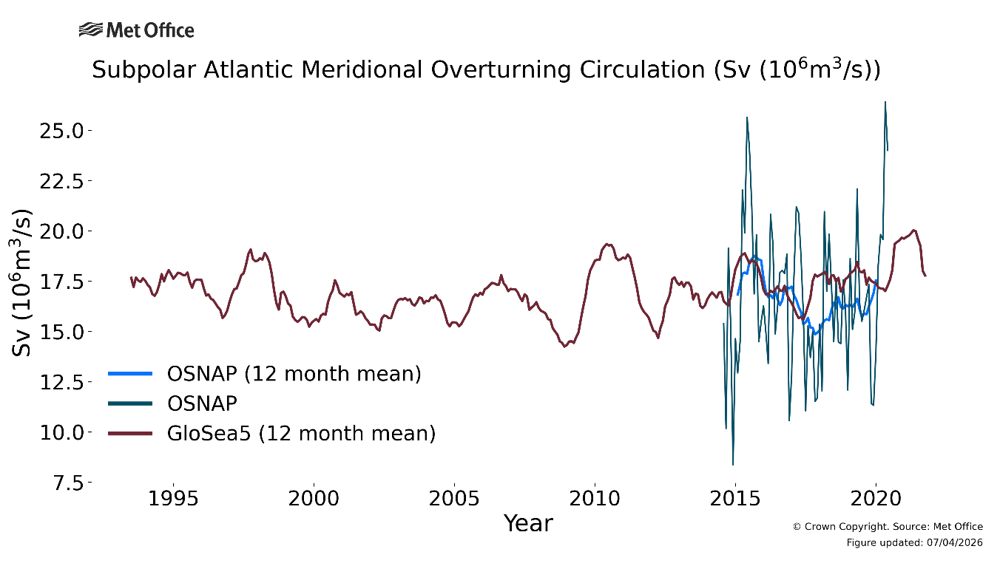 Met Office
Subpolar Atlantic Meridional Overturning Circulation (Sv (10⁶m³/s))
Sv (10⁶m³/s)
25.0
22.5
20.0
17.5
15.0
12.5
10.0
7.5
OSNAP (12 month mean)
OSNAP
GloSea5 (12 month mean)
1995 2000 2005 2010 2015 2020
Year
© Crown Copyright. Source: Met Office
Figure updated: 07/04/2026